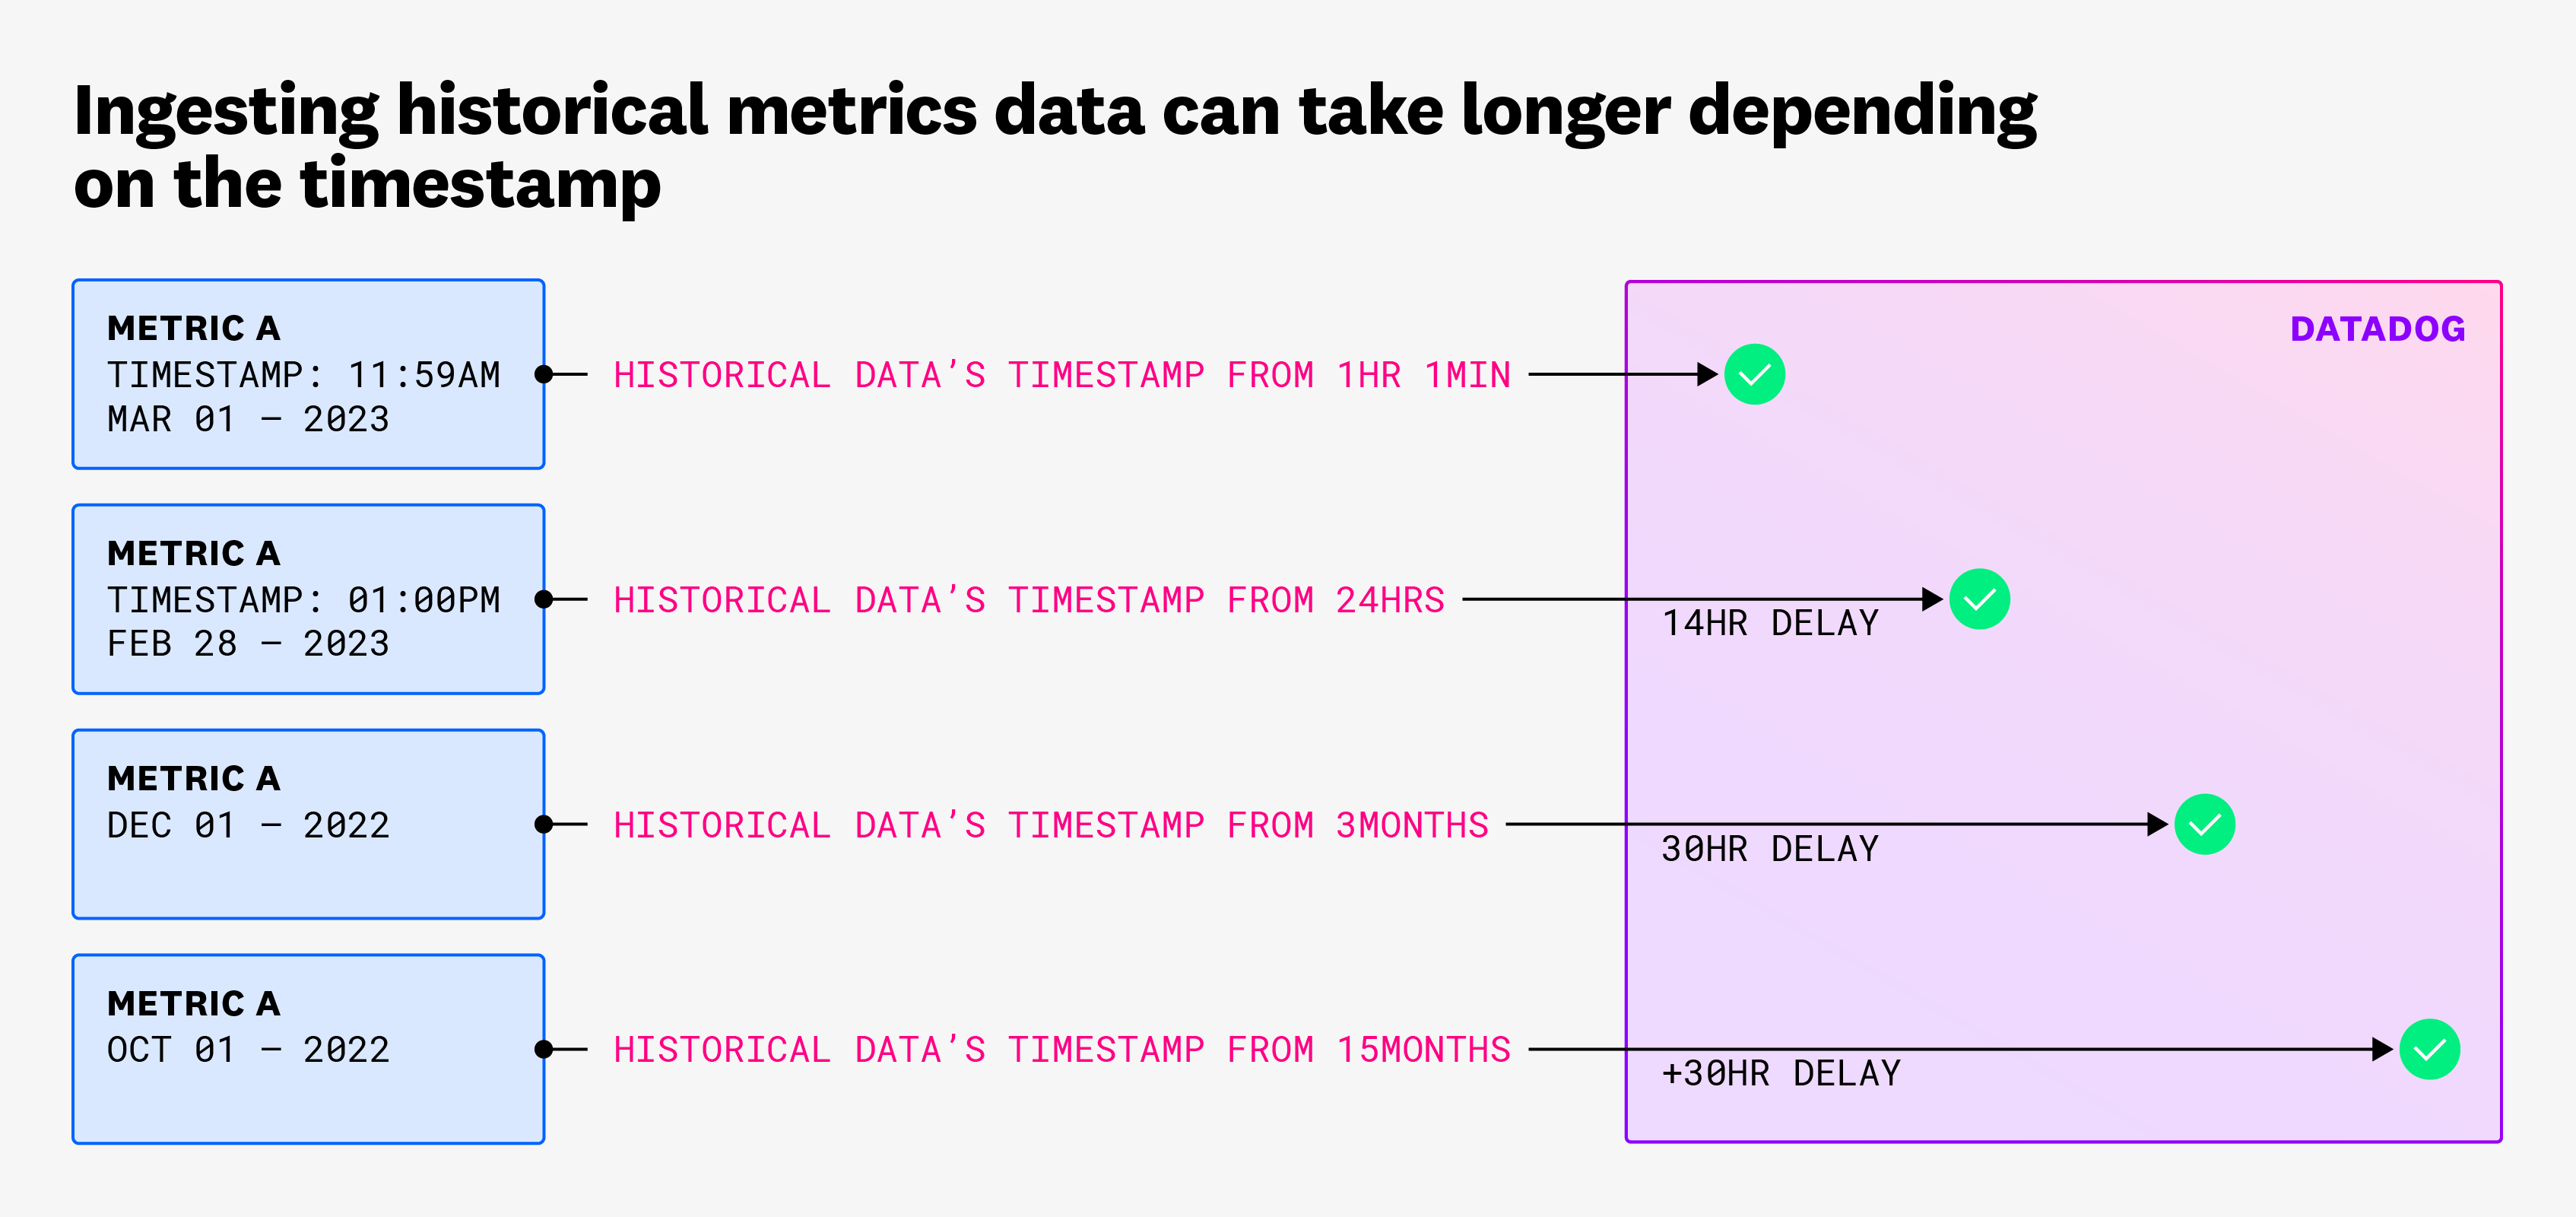 Ingesting historical metrics data can take longer depending
on the timestamp
METRIC A
TIMESTAMP: 11:59AM
MAR 01 – 2023
HISTORICAL DATA’S TIMESTAMP FROM 1HR 1MIN
DATADOG
METRIC A
TIMESTAMP: 01:00PM
FEB 28 – 2023
HISTORICAL DATA’S TIMESTAMP FROM 24HRS
14HR DELAY
METRIC A
DEC 01 – 2022
HISTORICAL DATA’S TIMESTAMP FROM 3MONTHS
30HR DELAY
METRIC A
OCT 01 – 2022
HISTORICAL DATA’S TIMESTAMP FROM 15MONTHS
+30HR DELAY